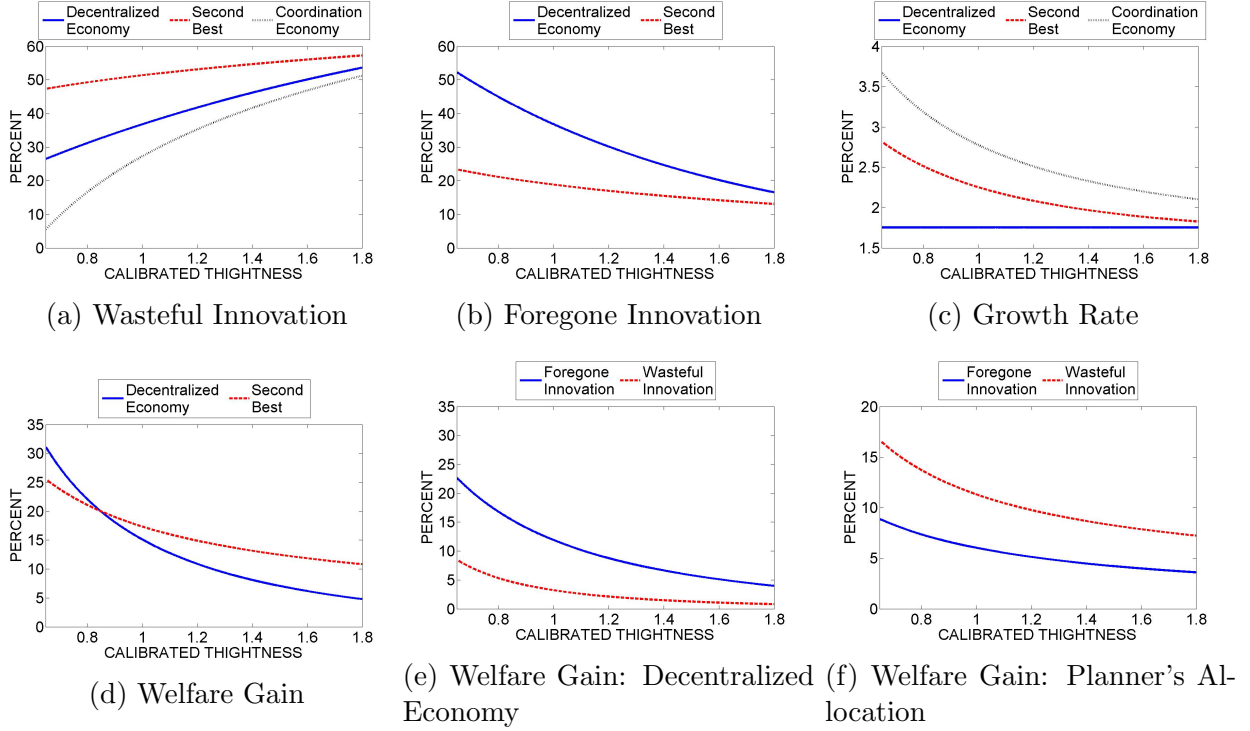 Decentralized Economy
Second Best
Coordination Economy
60
50
40
30
20
10
0
PERCENT
0.8 1 1.2 1.4 1.6 1.8
CALIBRATED THIGHTNESS
(a) Wasteful Innovation
Decentralized Economy
Second Best
60
50
40
30
20
10
0
PERCENT
0.8 1 1.2 1.4 1.6 1.8
CALIBRATED THIGHTNESS
(b) Foregone Innovation
Decentralized Economy
Second Best
Coordination Economy
4
3.5
3
2.5
2
1.5
PERCENT
0.8 1 1.2 1.4 1.6 1.8
CALIBRATED THIGHTNESS
(c) Growth Rate
Decentralized Economy
Second Best
35
30
25
20
15
10
5
0
PERCENT
0.8 1 1.2 1.4 1.6 1.8
CALIBRATED THIGHTNESS
(d) Welfare Gain
Foregone Innovation
Wasteful Innovation
35
30
25
20
15
10
5
0
PERCENT
0.8 1 1.2 1.4 1.6 1.8
CALIBRATED THIGHTNESS
(e) Welfare Gain: Decentralized
Economy
Foregone Innovation
Wasteful Innovation
20
15
10
5
0
PERCENT
0.8 1 1.2 1.4 1.6 1.8
CALIBRATED THIGHTNESS
(f) Welfare Gain: Planner's Al-
location